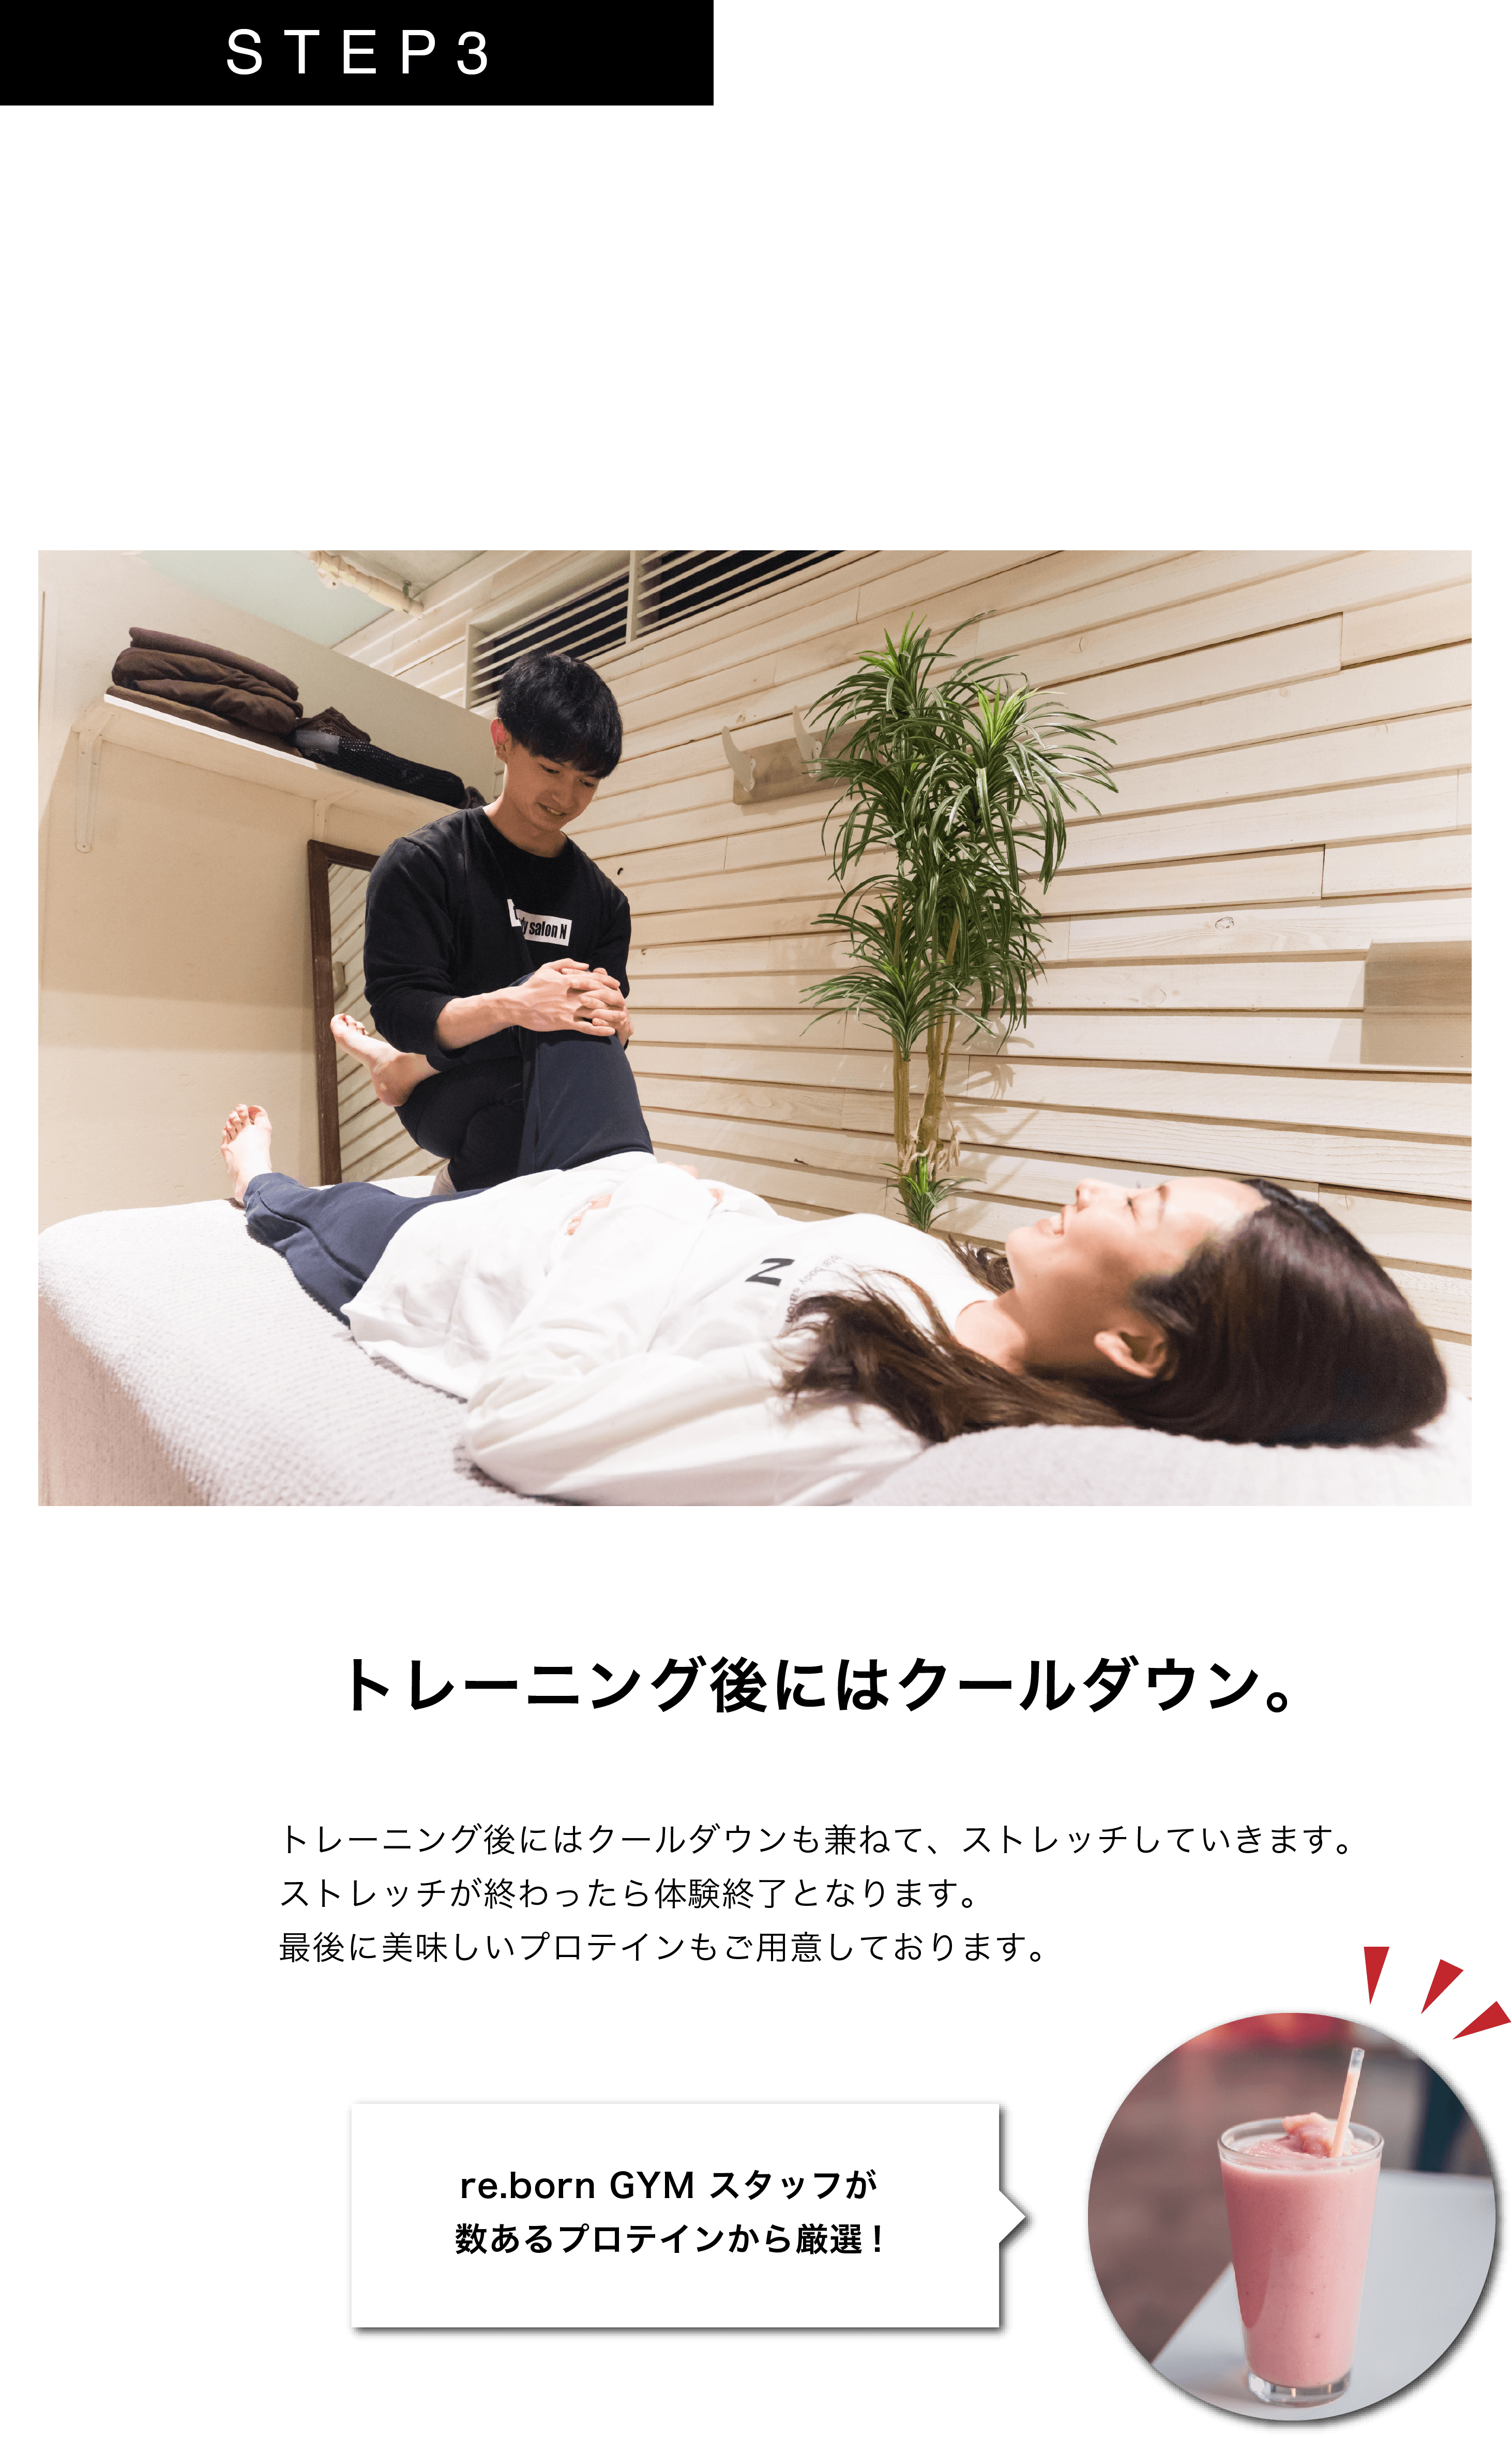 STEP3
dy salon N
N
トレーニング後にはクールダウン。
トレーニング後にはクールダウンも兼ねて、ストレッチしていきます。
ストレッチが終わったら体験終了となります。
最後に美味しいプロテインもご用意しております。
re.born GYM スタッフが
数あるプロテインから厳選！